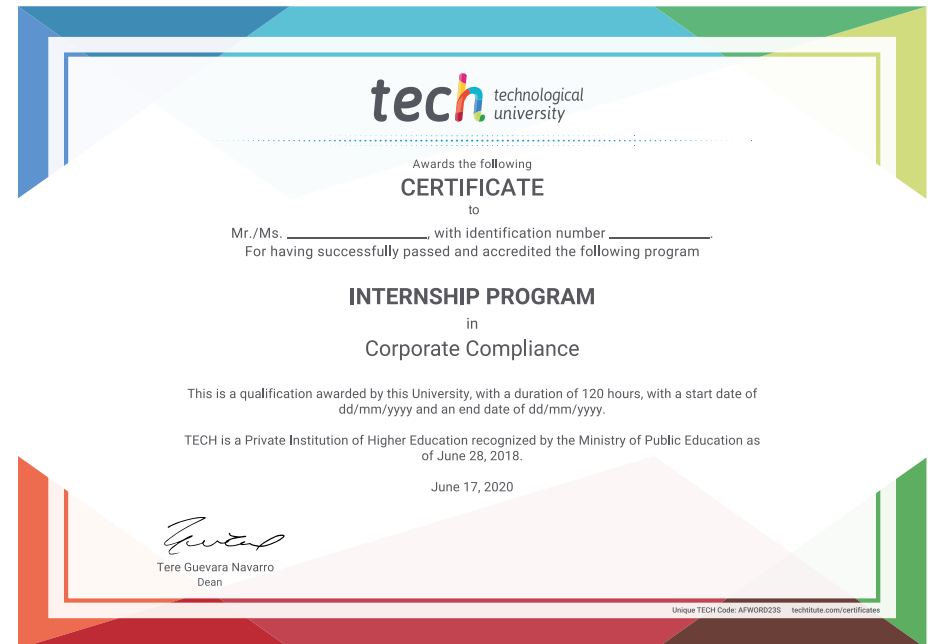 tech technological
university
Awards the following
CERTIFICATE
to
Mr./Ms. ____________________, with identification number ______________.
For having successfully passed and accredited the following program
INTERNSHIP PROGRAM
in
Corporate Compliance
This is a qualification awarded by this University, with a duration of 120 hours, with a start date of
dd/mm/yyyy and an end date of dd/mm/yyyy.
TECH is a Private Institution of Higher Education recognized by the Ministry of Public Education as
of June 28, 2018.
June 17, 2020
Tere Guevara Navarro
Dean
Unique TECH Code: AFWORD23S techtitute.com/certificates